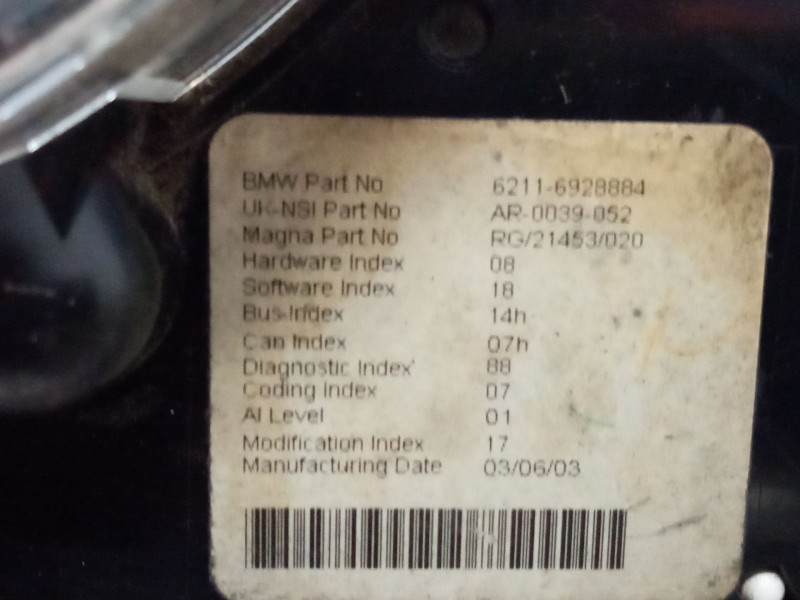 BMW Part No 6211-6928884
UK-NSI Part No AR-0039-052
Magna Part No RG/21453/020
Hardware Index 08
Software Index 18
Bus-Index 14h
Can Index 07h
Diagnostic Index 88
Coding Index 07
AI Level 01
Modification Index 17
Manufacturing Date 03/06/03